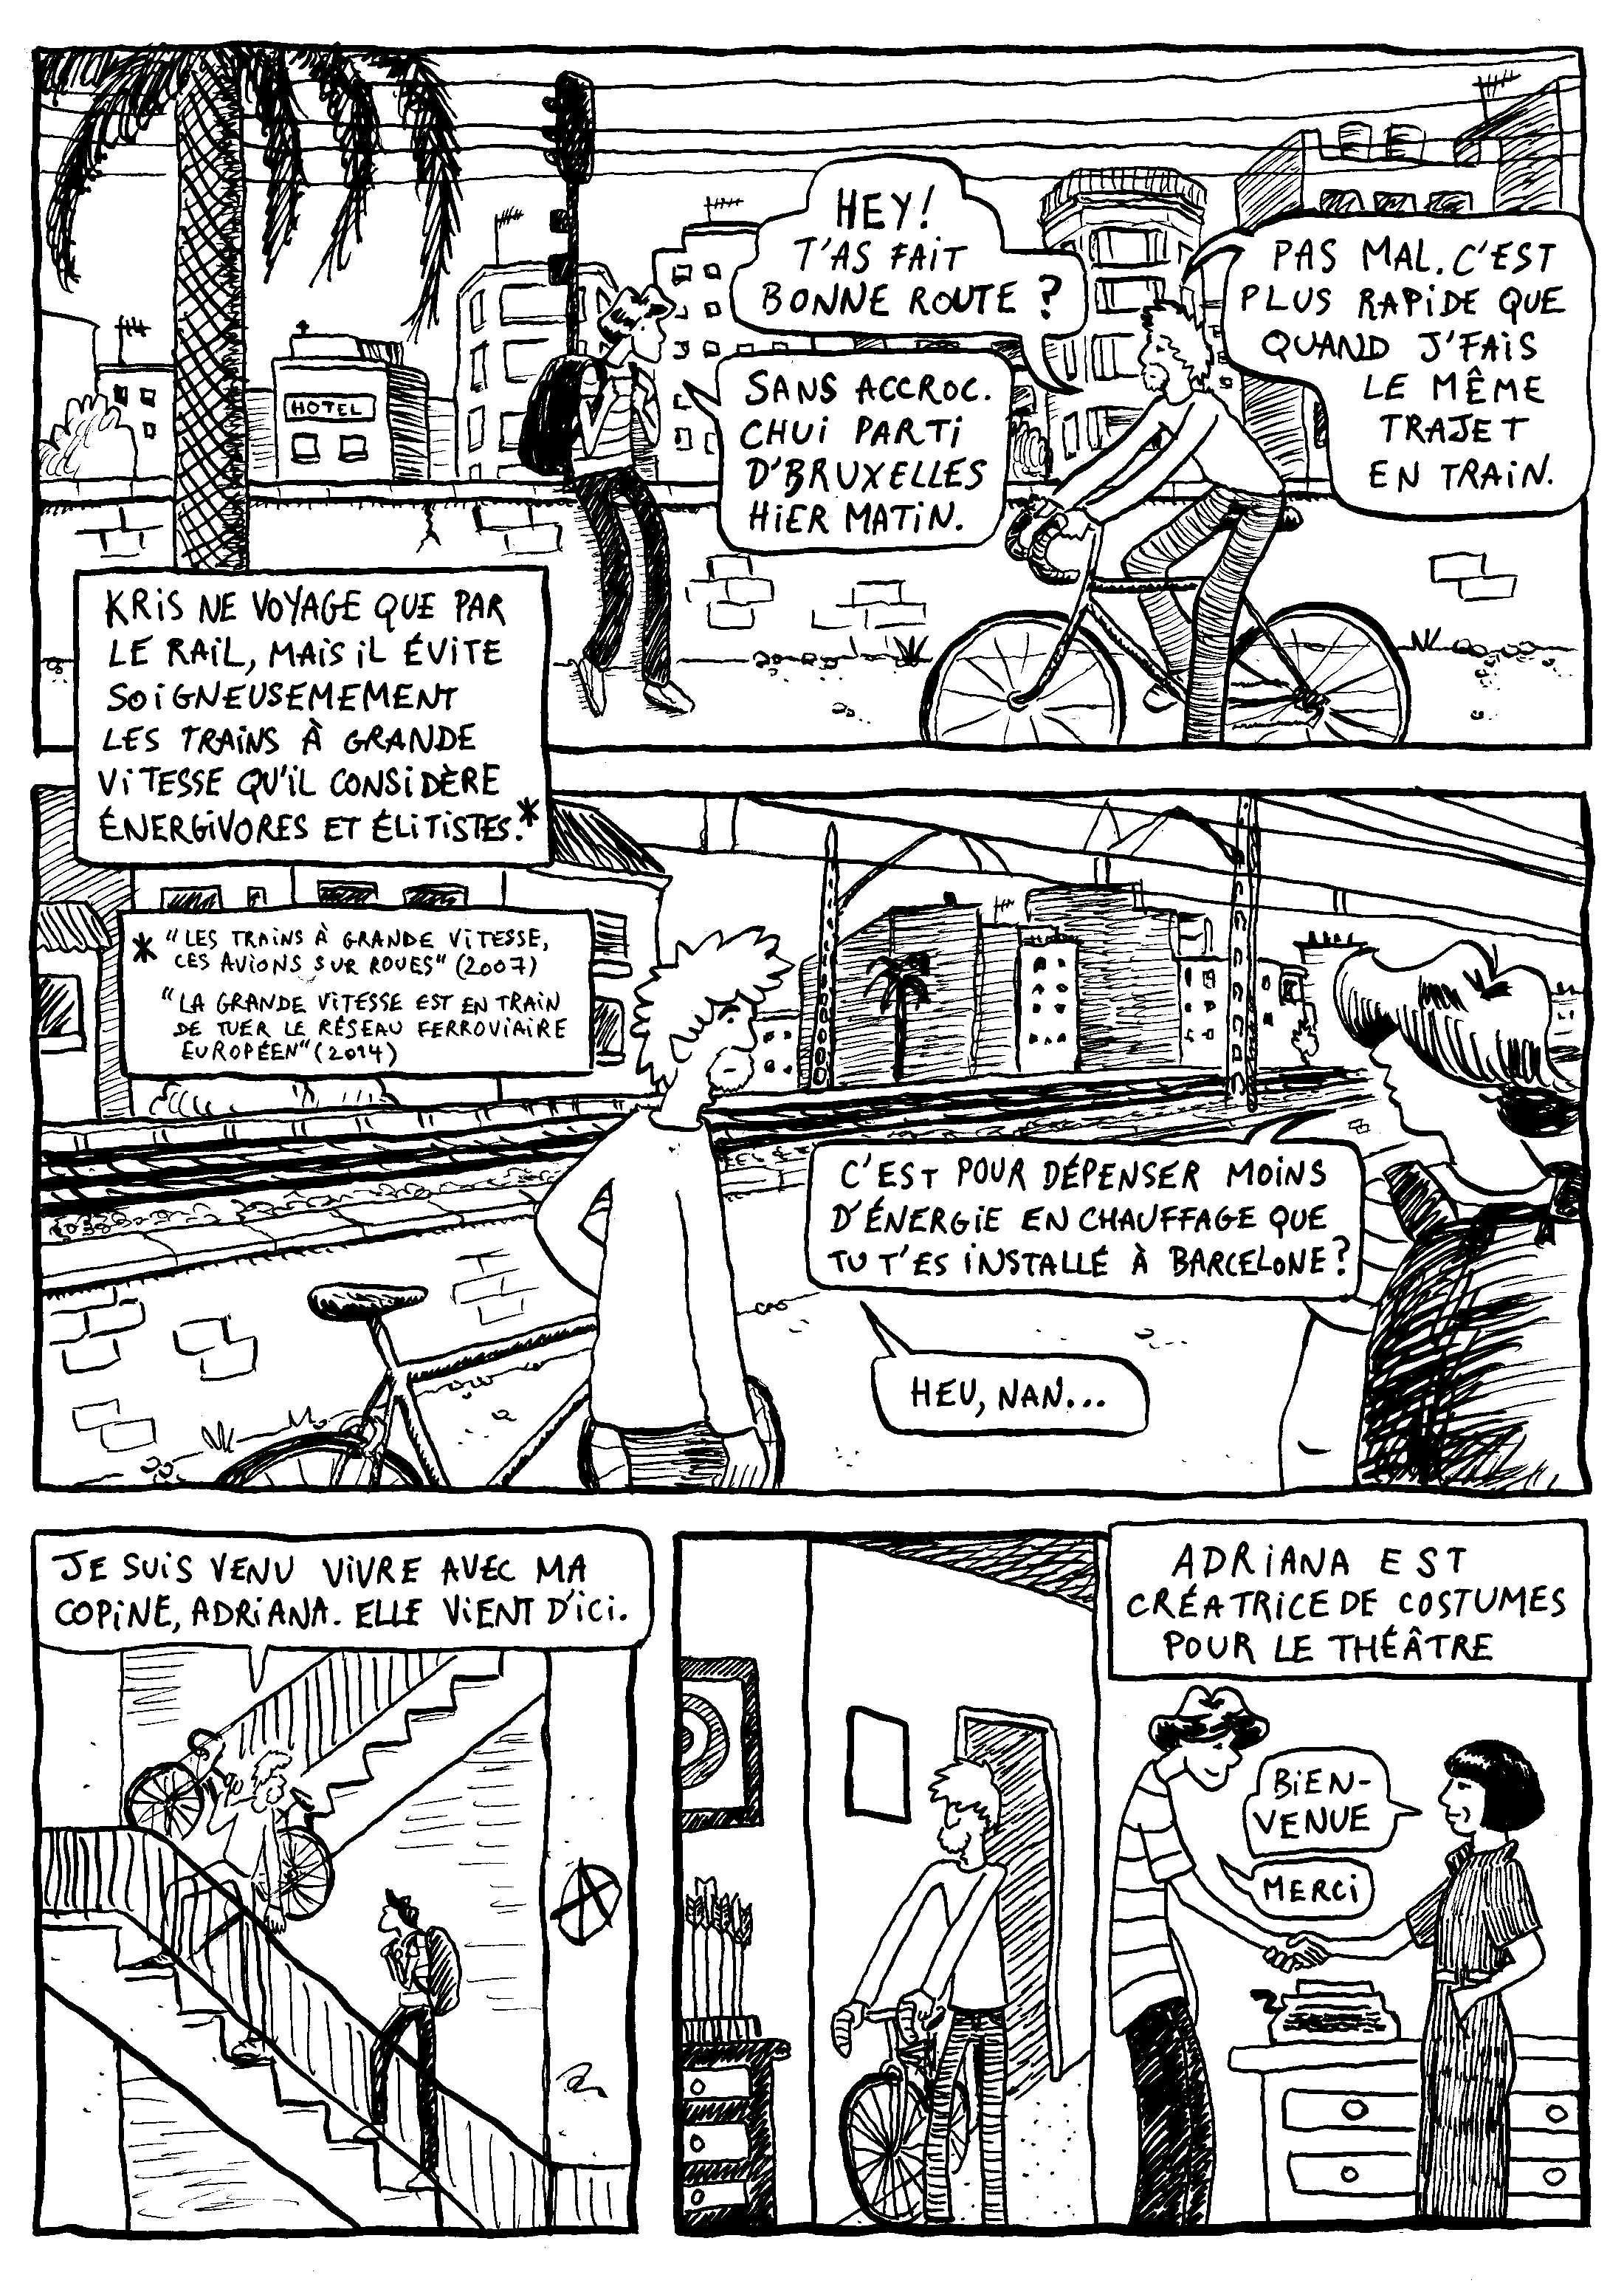 HOTEL
HEY!
T'AS FAIT
BONNE ROUTE ?
SANS ACCROC.
CHUI PARTI
D'BRUXELLES
HIER MATIN.
PAS MAL. C'EST
PLUS RAPIDE QUE
QUAND J'FAIS
LE MÊME
TRAJET
EN TRAIN.
KRIS NE VOYAGE QUE PAR
LE RAIL, MAIS IL ÉVITE
SOIGNEUSEMEMENT
LES TRAINS À GRANDE
VITESSE QU'IL CONSIDÈRE
ÉNERGIVORES ET ÉLITISTES.*
* "LES TRAINS À GRANDE VITESSE,
CES AVIONS SUR ROUES" (2007)
"LA GRANDE VITESSE EST EN TRAIN
DE TUER LE RÉSEAU FERROVIAIRE
EUROPÉEN" (2014)
C'EST POUR DÉPENSER MOINS
D'ÉNERGIE EN CHAUFFAGE QUE
TU T'ES INSTALLÉ À BARCELONE?
HEU, NAN...
JE SUIS VENU VIVRE AVEC MA
COPINE, ADRIANA. ELLE VIENT D'ICI.
ADRIANA EST
CRÉATRICE DE COSTUMES
POUR LE THÉÂTRE
BIEN-
VENUE
MERCI